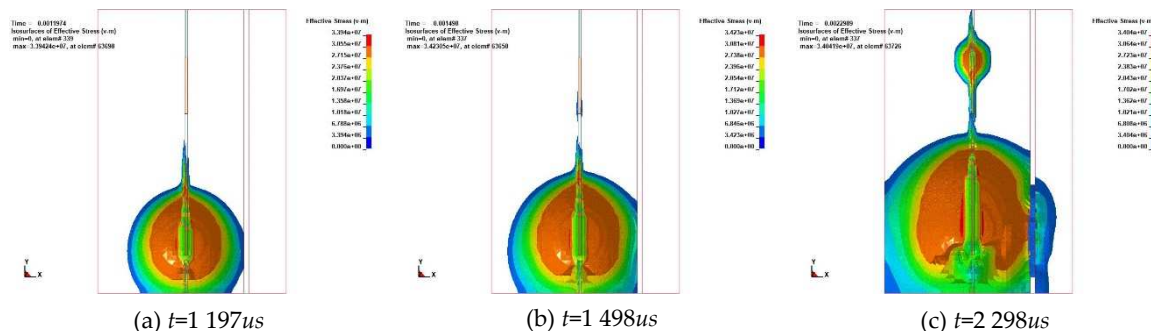 Time = 0.0011974
Isosurfaces of Effective Stress (v-m)
min=0, at elem# 339
max=3.39424e+07, at elem# 63698
Effective Stress (v-m)
3.394e+07
3.055e+07
2.715e+07
2.376e+07
2.037e+07
1.697e+07
1.358e+07
1.018e+07
6.788e+06
3.394e+06
0.000e+00
Y
X
(a) t=1 197us
Time = 0.001498
Isosurfaces of Effective Stress (v-m)
min=0, at elem# 337
max=3.42305e+07, at elem# 63658
Effective Stress (v-m)
3.423e+07
3.081e+07
2.738e+07
2.396e+07
2.054e+07
1.712e+07
1.369e+07
1.027e+07
6.846e+06
3.423e+06
0.000e+00
Y
X
(b) t=1 498us
Time = 0.0022989
Isosurfaces of Effective Stress (v-m)
min=0, at elem# 337
max=3.40419e+07, at elem# 63726
Effective Stress (v-m)
3.404e+07
3.064e+07
2.723e+07
2.383e+07
2.043e+07
1.702e+07
1.362e+07
1.021e+07
6.808e+06
3.404e+06
0.000e+00
Y
X
(c) t=2 298us